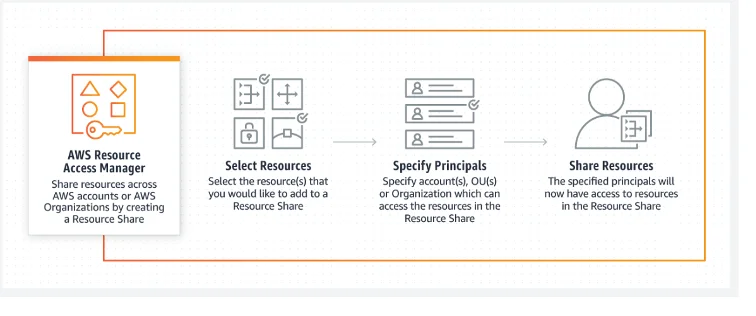 AWS Resource
Access Manager
Share resources across
AWS accounts or AWS
Organizations by creating
a Resource Share
Select Resources
Select the resource(s) that
you would like to add to a
Resource Share
Specify Principals
Specify account(s), OU(s)
or Organization which can
access the resources in the
Resource Share
Share Resources
The specified principals will
now have access to resources
in the Resource Share